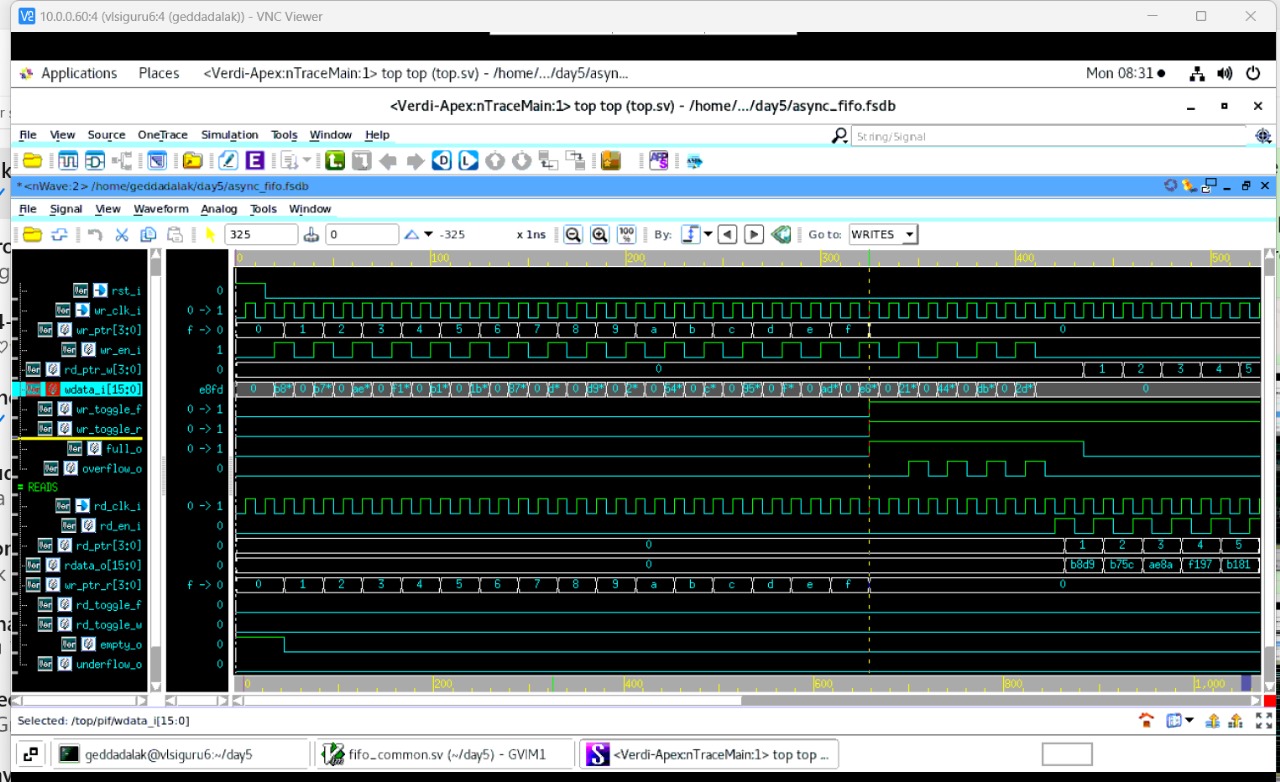 10.0.0.60:4 (vlsiguru6:4 (geddadalak)) - VNC Viewer
Applications Places <Verdi-Apex:nTraceMain:1> top top (top.sv) - /home/.../day5/asyn... Mon 08:31
<Verdi-Apex:nTraceMain:1> top top (top.sv) - /home/.../day5/async_fifo.fsdb
File View Source OneTrace Simulation Tools Window Help String/Signal
*<nWave:2> /home/geddadalak/day5/async_fifo.fsdb
File Signal View Waveform Analog Tools Window
325 0 -325 x 1ns 100% By: Go to: WRITES
0 100 200 300 400 500
rst_i 0
wr_clk_i 0 -> 1
wr_ptr[3:0] f -> 0 0 1 2 3 4 5 6 7 8 9 a b c d e f 0
wr_en_i 1
rd_ptr_w[3:0] 0 0 1 2 3 4 5
wdata_i[15:0] e8fd 0 b8* 0 b7* 0 ae* 0 f1* 0 b1* 0 1b* 0 87* 0 d* 0 d9* 0 2* 0 64* 0 c* 0 95* 0 f* 0 ad* 0 e8* 0 21* 0 44* 0 db* 0 2d* 0
wr_toggle_f 0 -> 1
wr_toggle_r 0 -> 1
full_o 0 -> 1
overflow_o 0
READS
rd_clk_i 0 -> 1
rd_en_i 0
rd_ptr[3:0] 0 0 1 2 3 4 5
rdata_o[15:0] 0 0 b8d9 b75c ae8a f197 b181
wr_ptr_r[3:0] f -> 0 0 1 2 3 4 5 6 7 8 9 a b c d e f 0
rd_toggle_f 0
rd_toggle_w 0
empty_o 0
underflow_o 0
0 200 400 600 800 1,000
Selected: /top/pif/wdata_i[15:0]
geddadalak@vlsiguru6:~/day5 fifo_common.sv (~/day5) - GVIM1 <Verdi-Apex:nTraceMain:1> top top ...